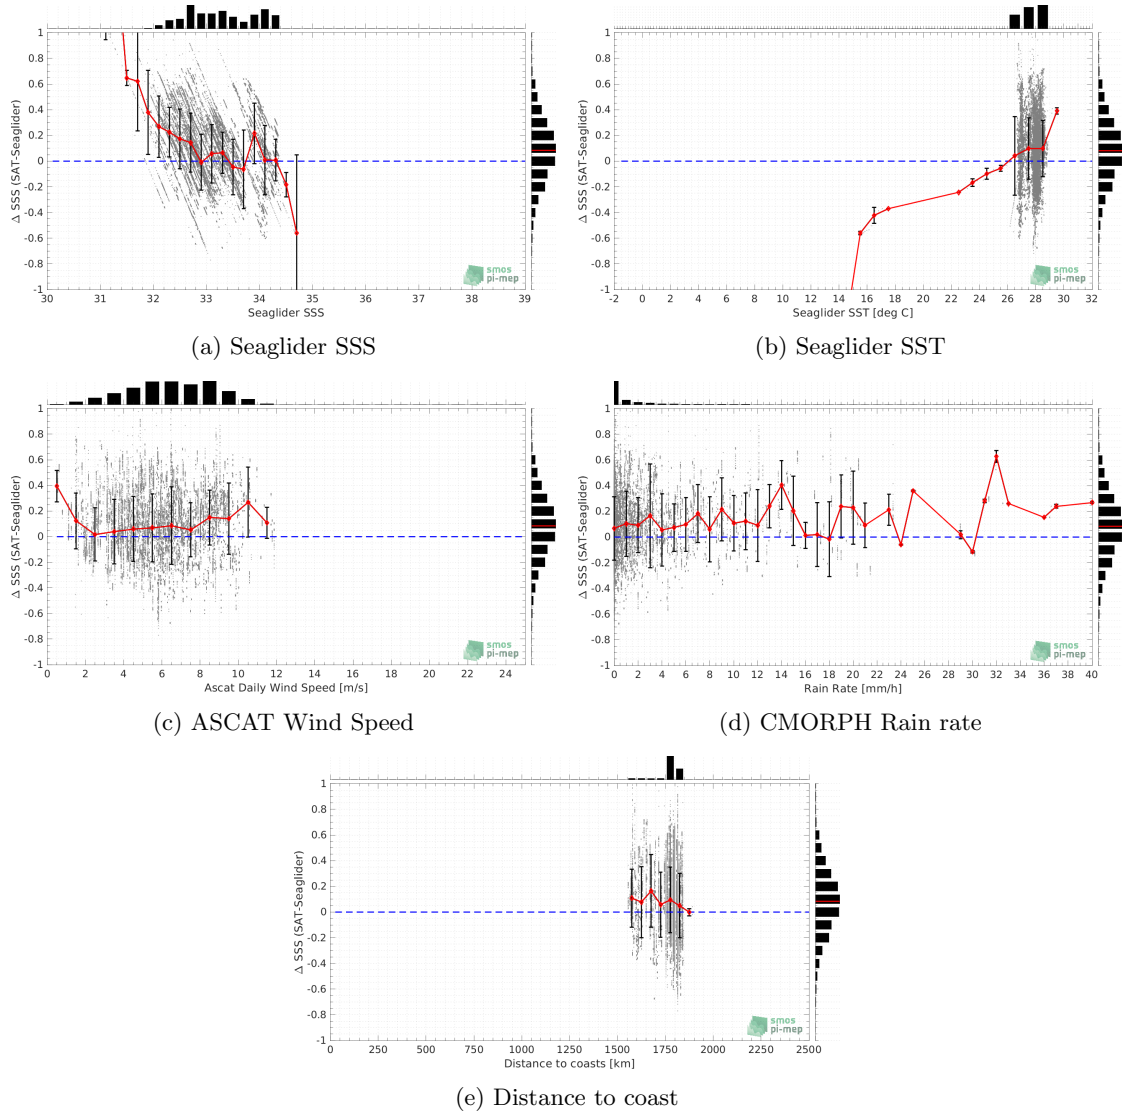 1
0.8
0.6
0.4
0.2
0
-0.2
-0.4
-0.6
-0.8
-1
Δ SSS (SAT-Seaglider)
30 31 32 33 34 35 36 37 38 39
Seaglider SSS
smos
pi-mep
(a) Seaglider SSS
1
0.8
0.6
0.4
0.2
0
-0.2
-0.4
-0.6
-0.8
-1
Δ SSS (SAT-Seaglider)
-2 0 2 4 6 8 10 12 14 16 18 20 22 24 26 28 30 32
Seaglider SST [deg C]
smos
pi-mep
(b) Seaglider SST
1
0.8
0.6
0.4
0.2
0
-0.2
-0.4
-0.6
-0.8
-1
Δ SSS (SAT-Seaglider)
0 2 4 6 8 10 12 14 16 18 20 22 24
Ascat Daily Wind Speed [m/s]
smos
pi-mep
(c) ASCAT Wind Speed
1
0.8
0.6
0.4
0.2
0
-0.2
-0.4
-0.6
-0.8
-1
Δ SSS (SAT-Seaglider)
0 2 4 6 8 10 12 14 16 18 20 22 24 26 28 30 32 34 36 38 40
Rain Rate [mm/h]
smos
pi-mep
(d) CMORPH Rain rate
1
0.8
0.6
0.4
0.2
0
-0.2
-0.4
-0.6
-0.8
-1
Δ SSS (SAT-Seaglider)
0 250 500 750 1000 1250 1500 1750 2000 2250 2500
Distance to coasts [km]
smos
pi-mep
(e) Distance to coast